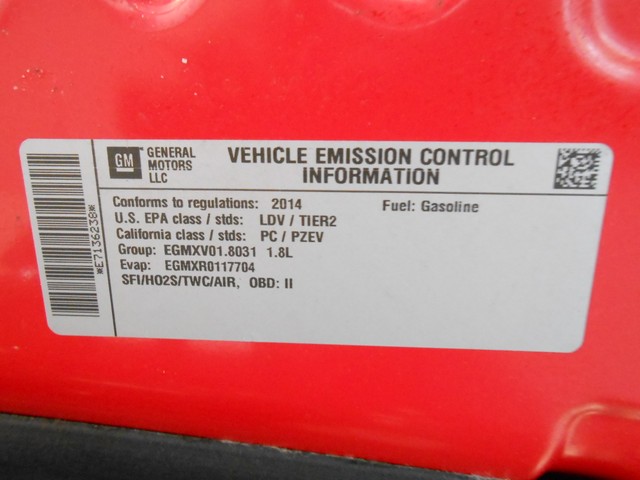 GM
GENERAL
MOTORS
LLC
VEHICLE EMISSION CONTROL
INFORMATION
Conforms to regulations: 2014
Fuel: Gasoline
U.S. EPA class / stds: LDV / TIER2
California class / stds: PC / PZEV
Group: EGMXV01.8031 1.8L
Evap: EGMXR0117704
SFI/HO2S/TWC/AIR, OBD: II
*E7136238*